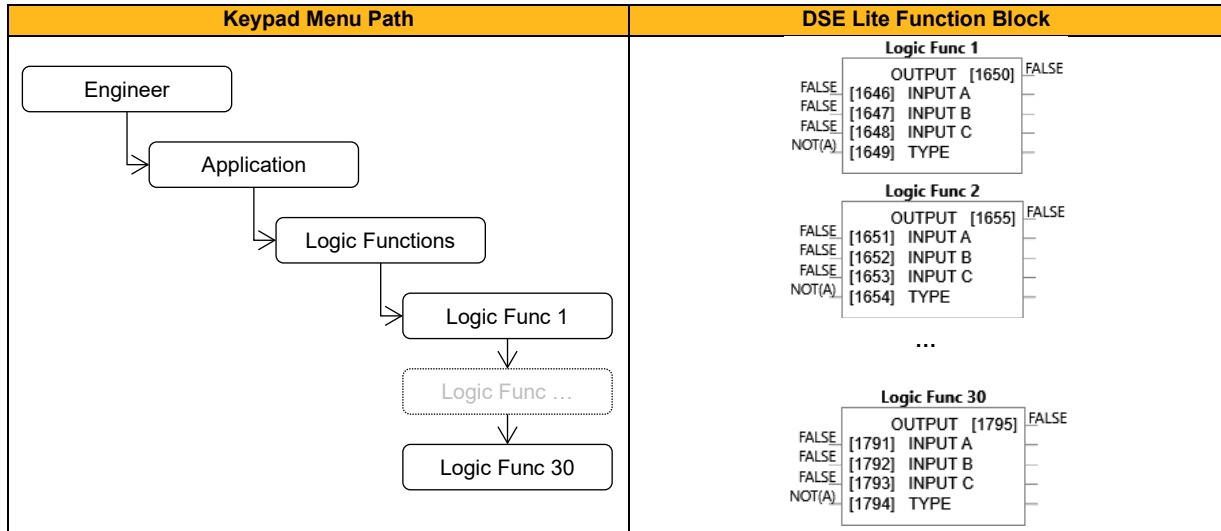 Keypad Menu Path
DSE Lite Function Block
Engineer
Application
Logic Functions
Logic Func 1
Logic Func …
Logic Func 30
Logic Func 1
OUTPUT [1650] FALSE
FALSE [1646] INPUT A
FALSE [1647] INPUT B
FALSE [1648] INPUT C
NOT(A) [1649] TYPE
Logic Func 2
OUTPUT [1655] FALSE
FALSE [1651] INPUT A
FALSE [1652] INPUT B
FALSE [1653] INPUT C
NOT(A) [1654] TYPE
...
Logic Func 30
OUTPUT [1795] FALSE
FALSE [1791] INPUT A
FALSE [1792] INPUT B
FALSE [1793] INPUT C
NOT(A) [1794] TYPE